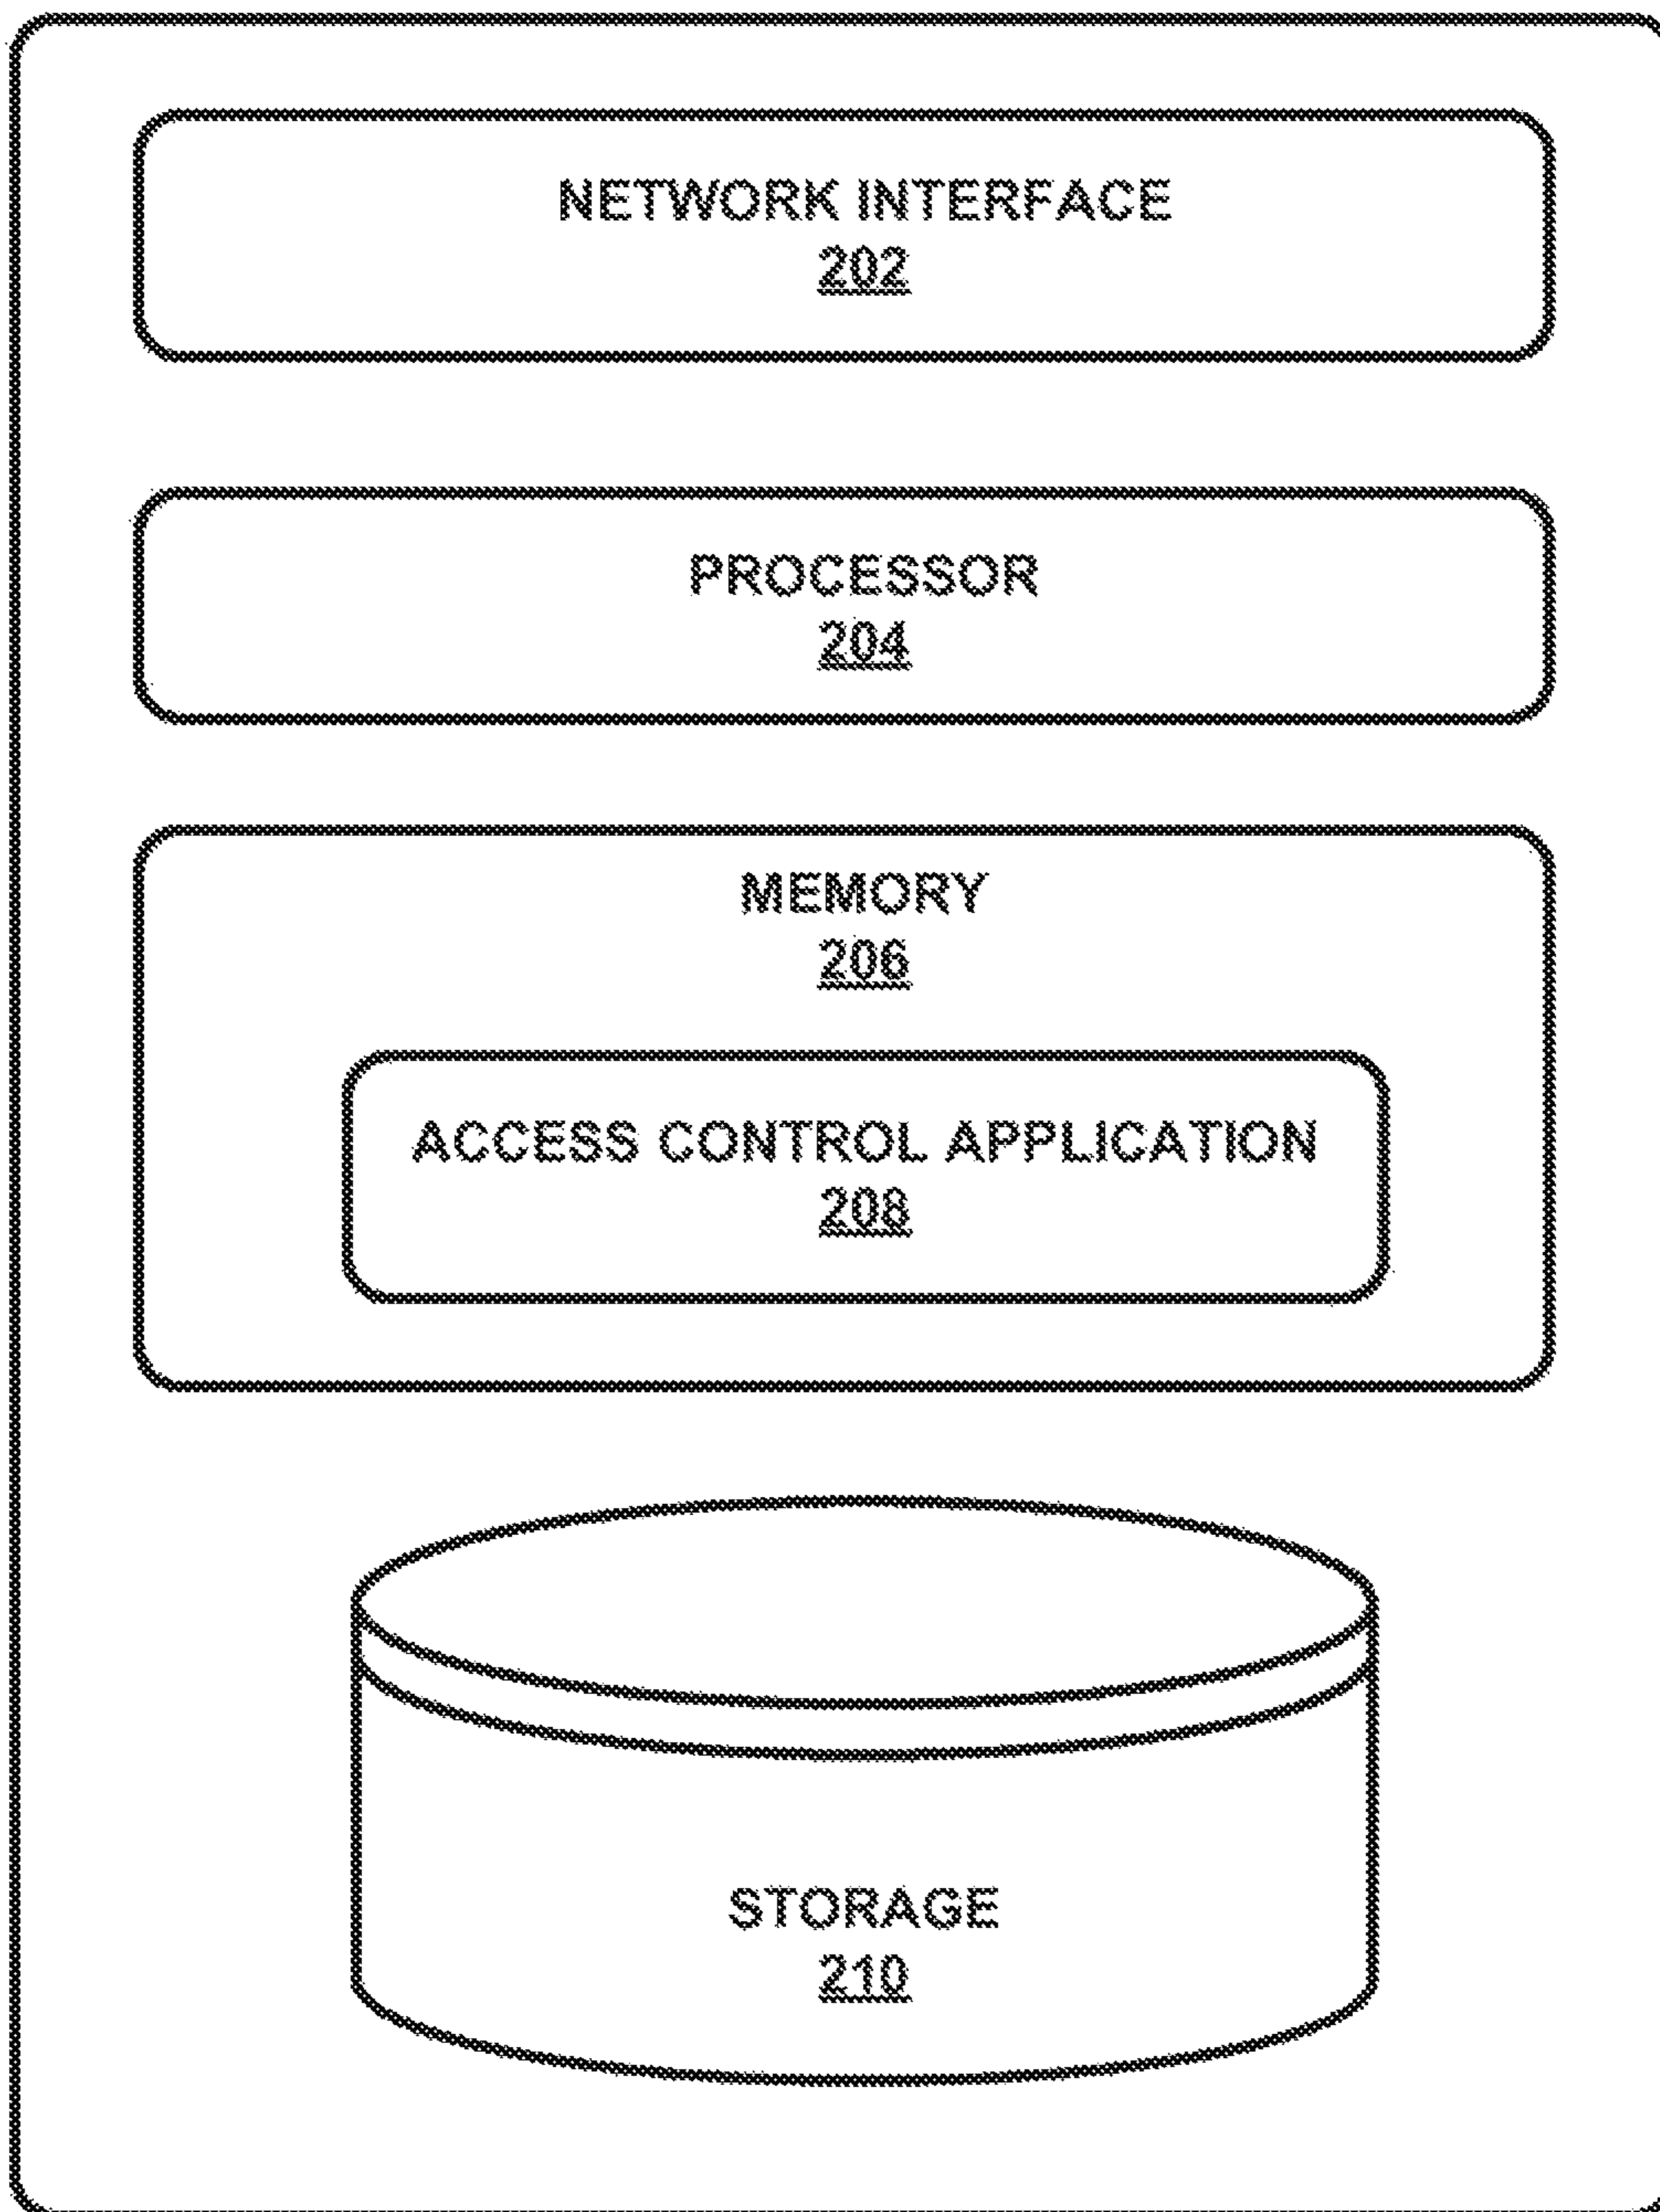 NETWORK INTERFACE
202
PROCESSOR
204
MEMORY
206
ACCESS CONTROL APPLICATION
208
STORAGE
210